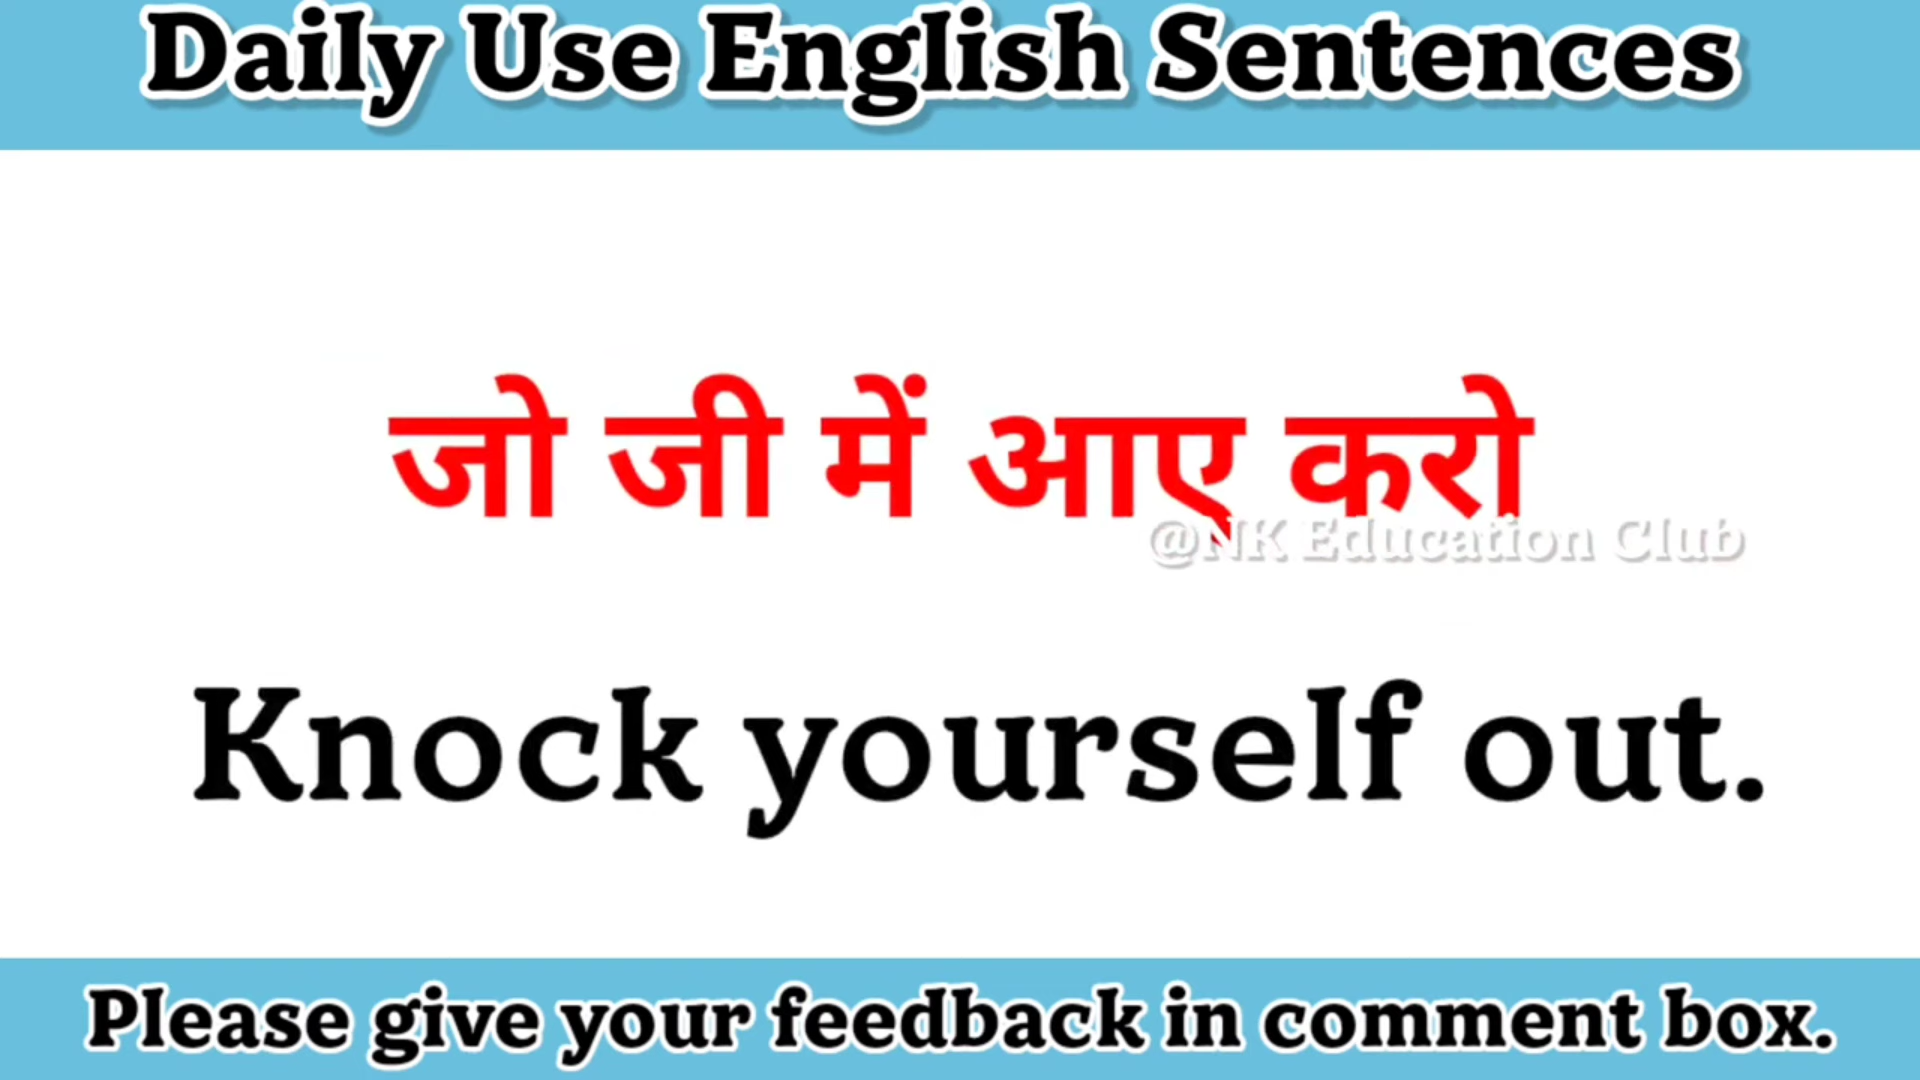 Daily Use English Sentences
जो जी में आए करो
@NK Education Club
Knock yourself out.
Please give your feedback in comment box.